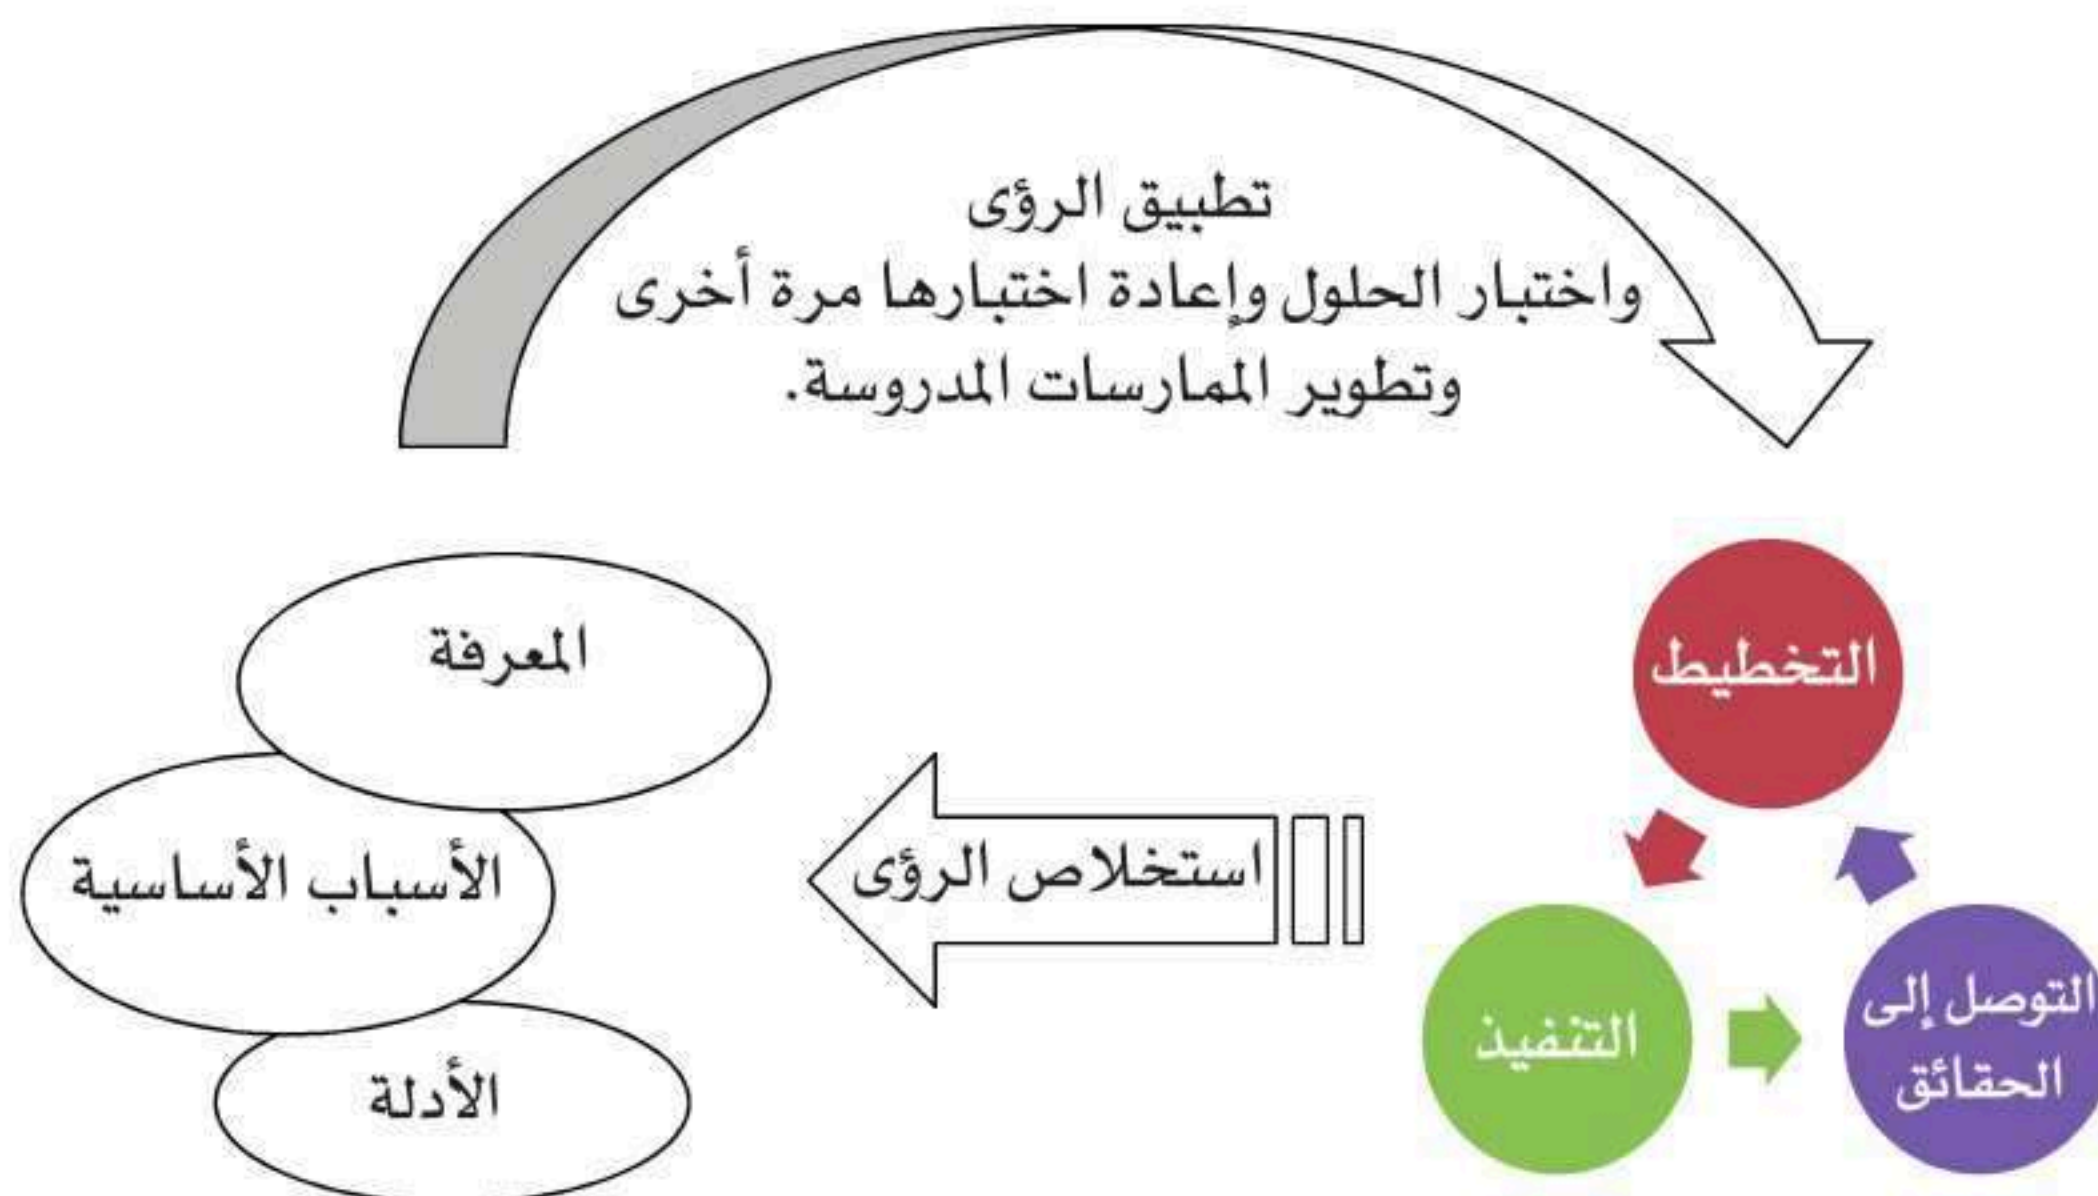 تطبيق الرؤى
واختبار الحلول وإعادة اختبارها مرة أخرى
وتطوير الممارسات المدروسة.
التخطيط
التنفيذ
التوصل إلى
الحقائق
استخلاص الرؤى
المعرفة
الأسباب الأساسية
الأدلة